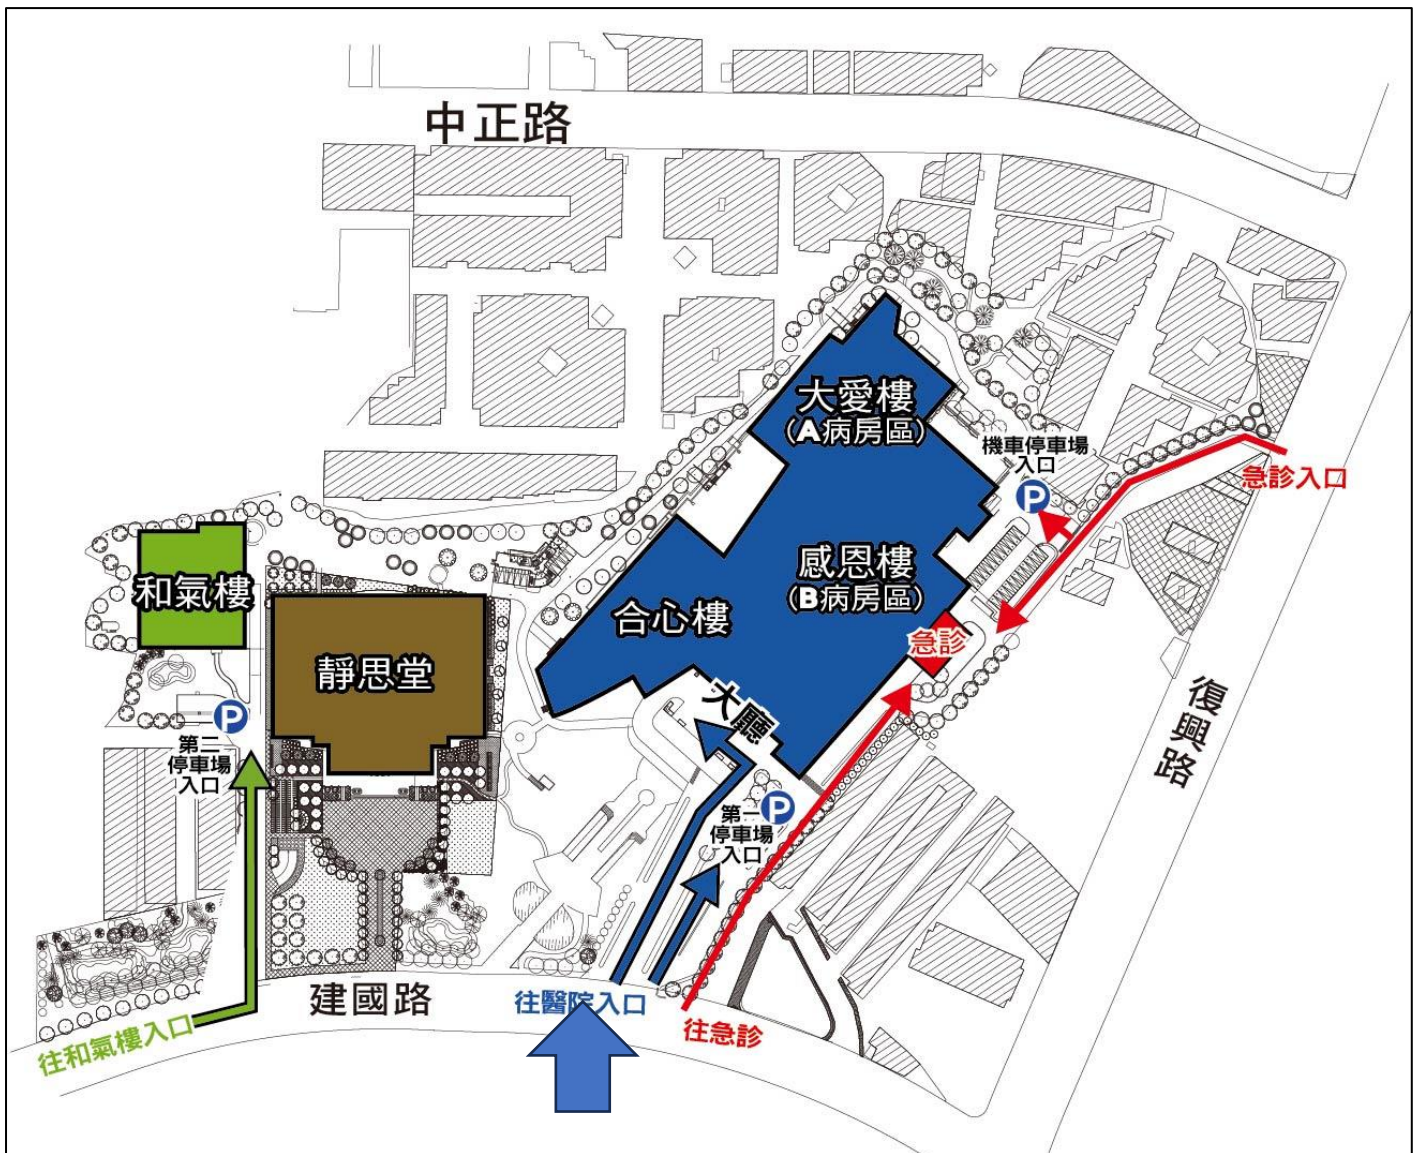 中正路
大愛樓
(A病房區)
機車停車場
入口
P
急診入口
和氣樓
感恩樓
(B病房區)
合心樓
急診
靜思堂
大廳
復興路
P
第二
停車場
入口
P
第一
停車場
入口
建國路
往醫院入口
往急診
往和氣樓入口